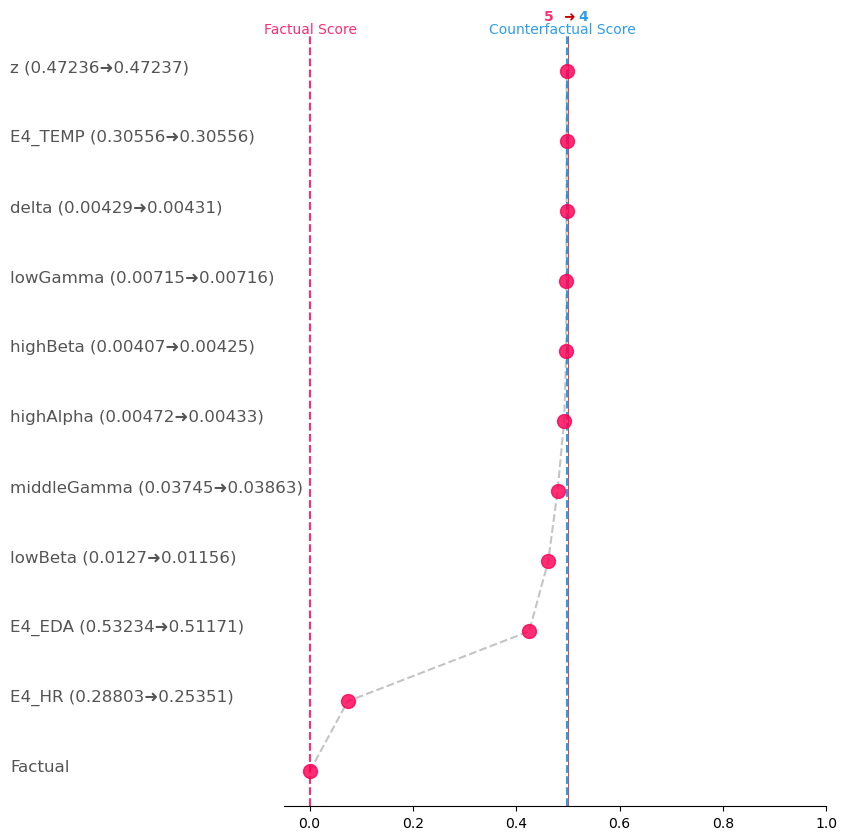 5 ➔ 4
Factual Score Counterfactual Score
z (0.47236➔0.47237)
E4_TEMP (0.30556➔0.30556)
delta (0.00429➔0.00431)
lowGamma (0.00715➔0.00716)
highBeta (0.00407➔0.00425)
highAlpha (0.00472➔0.00433)
middleGamma (0.03745➔0.03863)
lowBeta (0.0127➔0.01156)
E4_EDA (0.53234➔0.51171)
E4_HR (0.28803➔0.25351)
Factual
0.0 0.2 0.4 0.6 0.8 1.0